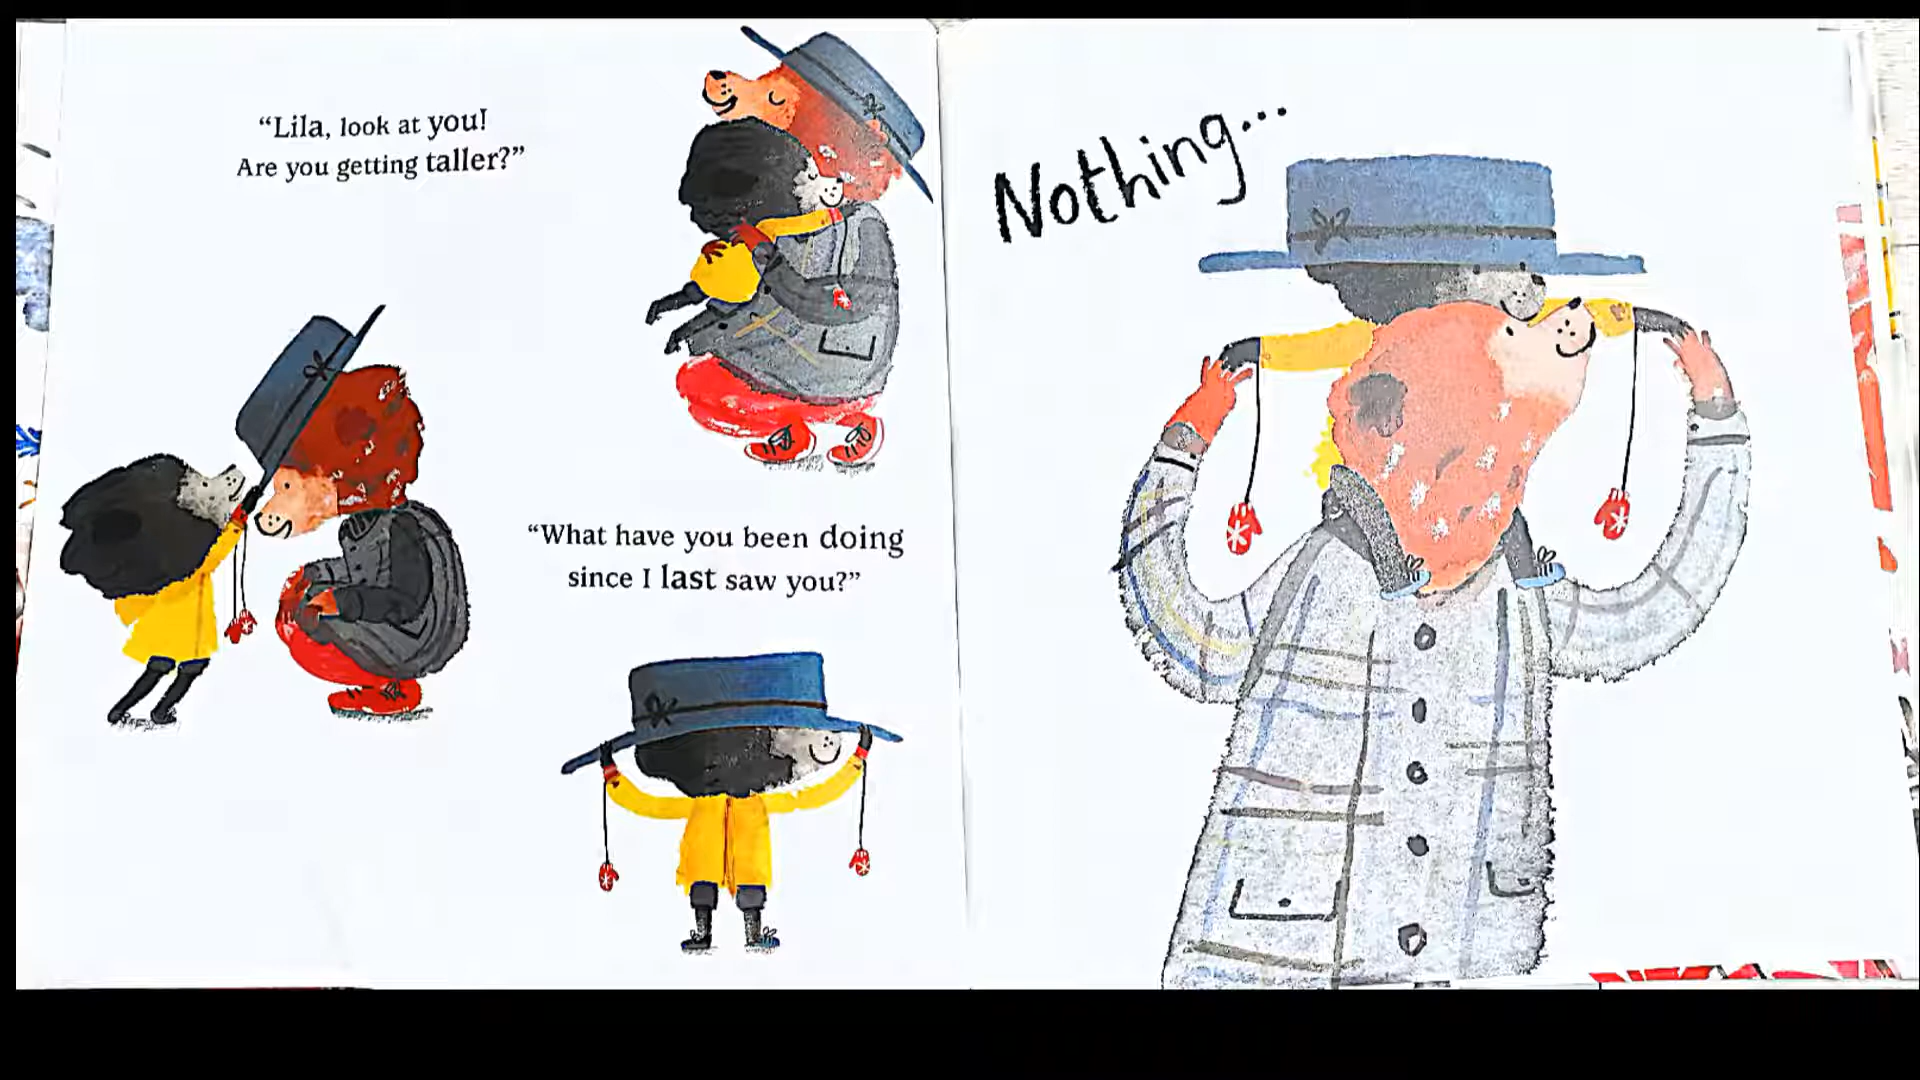 “Lila, look at you!
Are you getting taller?”
“What have you been doing
since I last saw you?”
Nothing...